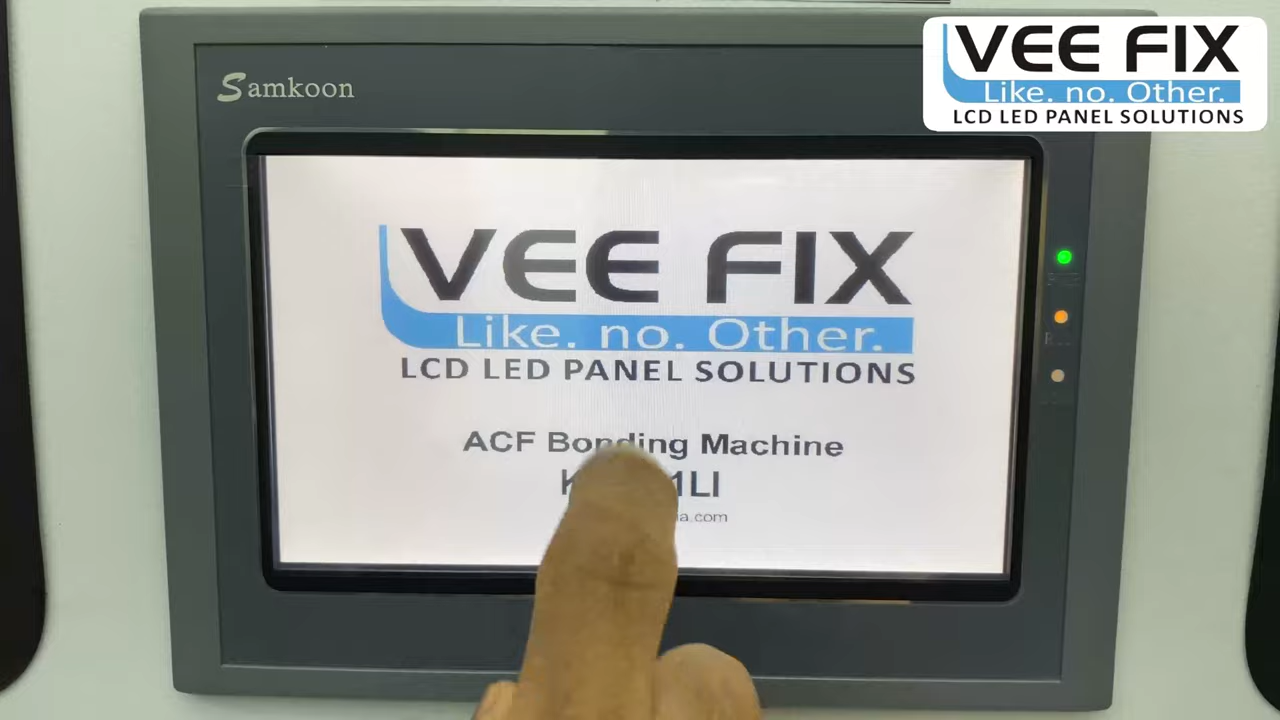 Samkoon
VEE FIX
Like. no. Other.
LCD LED PANEL SOLUTIONS
VEE FIX
Like. no. Other.
LCD LED PANEL SOLUTIONS
ACF Bonding Machine